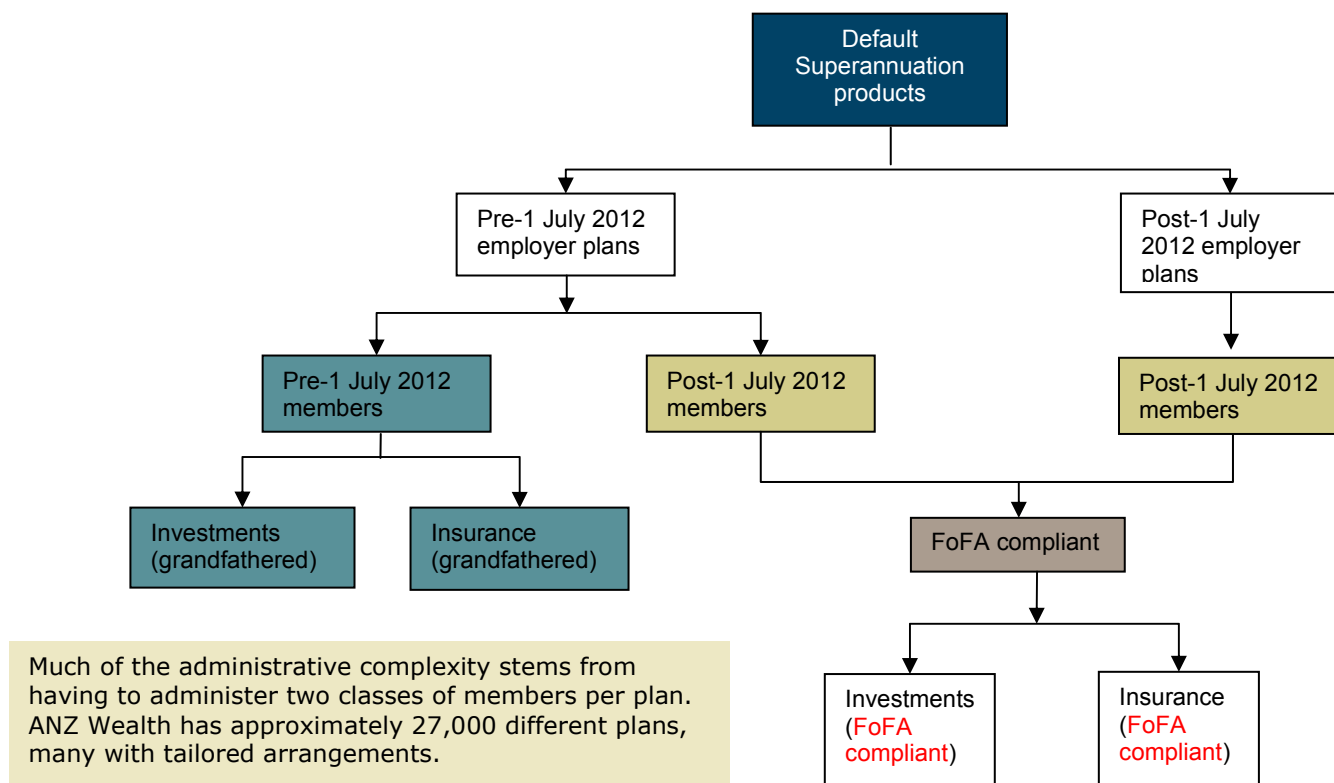 Default
Superannuation
products
Pre-1 July 2012
employer plans
Post-1 July
2012 employer
plans
Pre-1 July 2012
members
Post-1 July 2012
members
Post-1 July 2012
members
Investments
(grandfathered)
Insurance
(grandfathered)
FoFA compliant
Much of the administrative complexity stems from
having to administer two classes of members per plan.
ANZ Wealth has approximately 27,000 different plans,
many with tailored arrangements.
Investments
(FoFA
compliant)
Insurance
(FoFA
compliant)